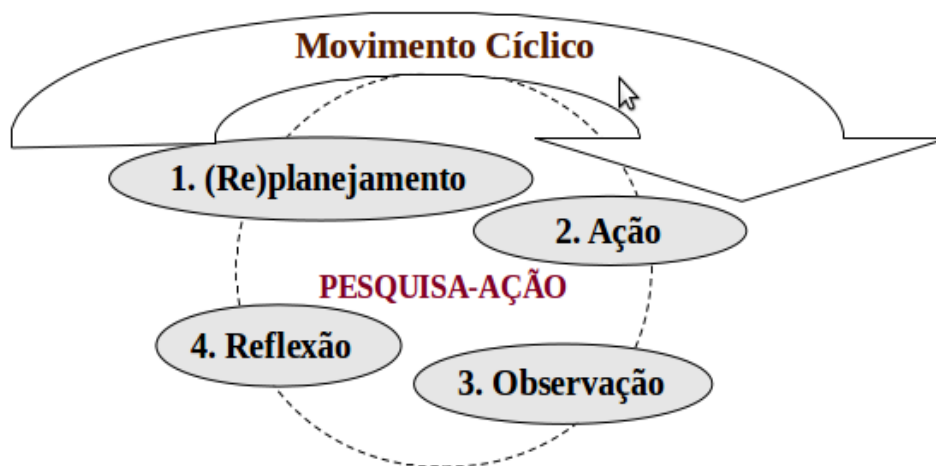 Movimento Cíclico
1. (Re)planejamento
2. Ação
PESQUISA-AÇÃO
4. Reflexão
3. Observação